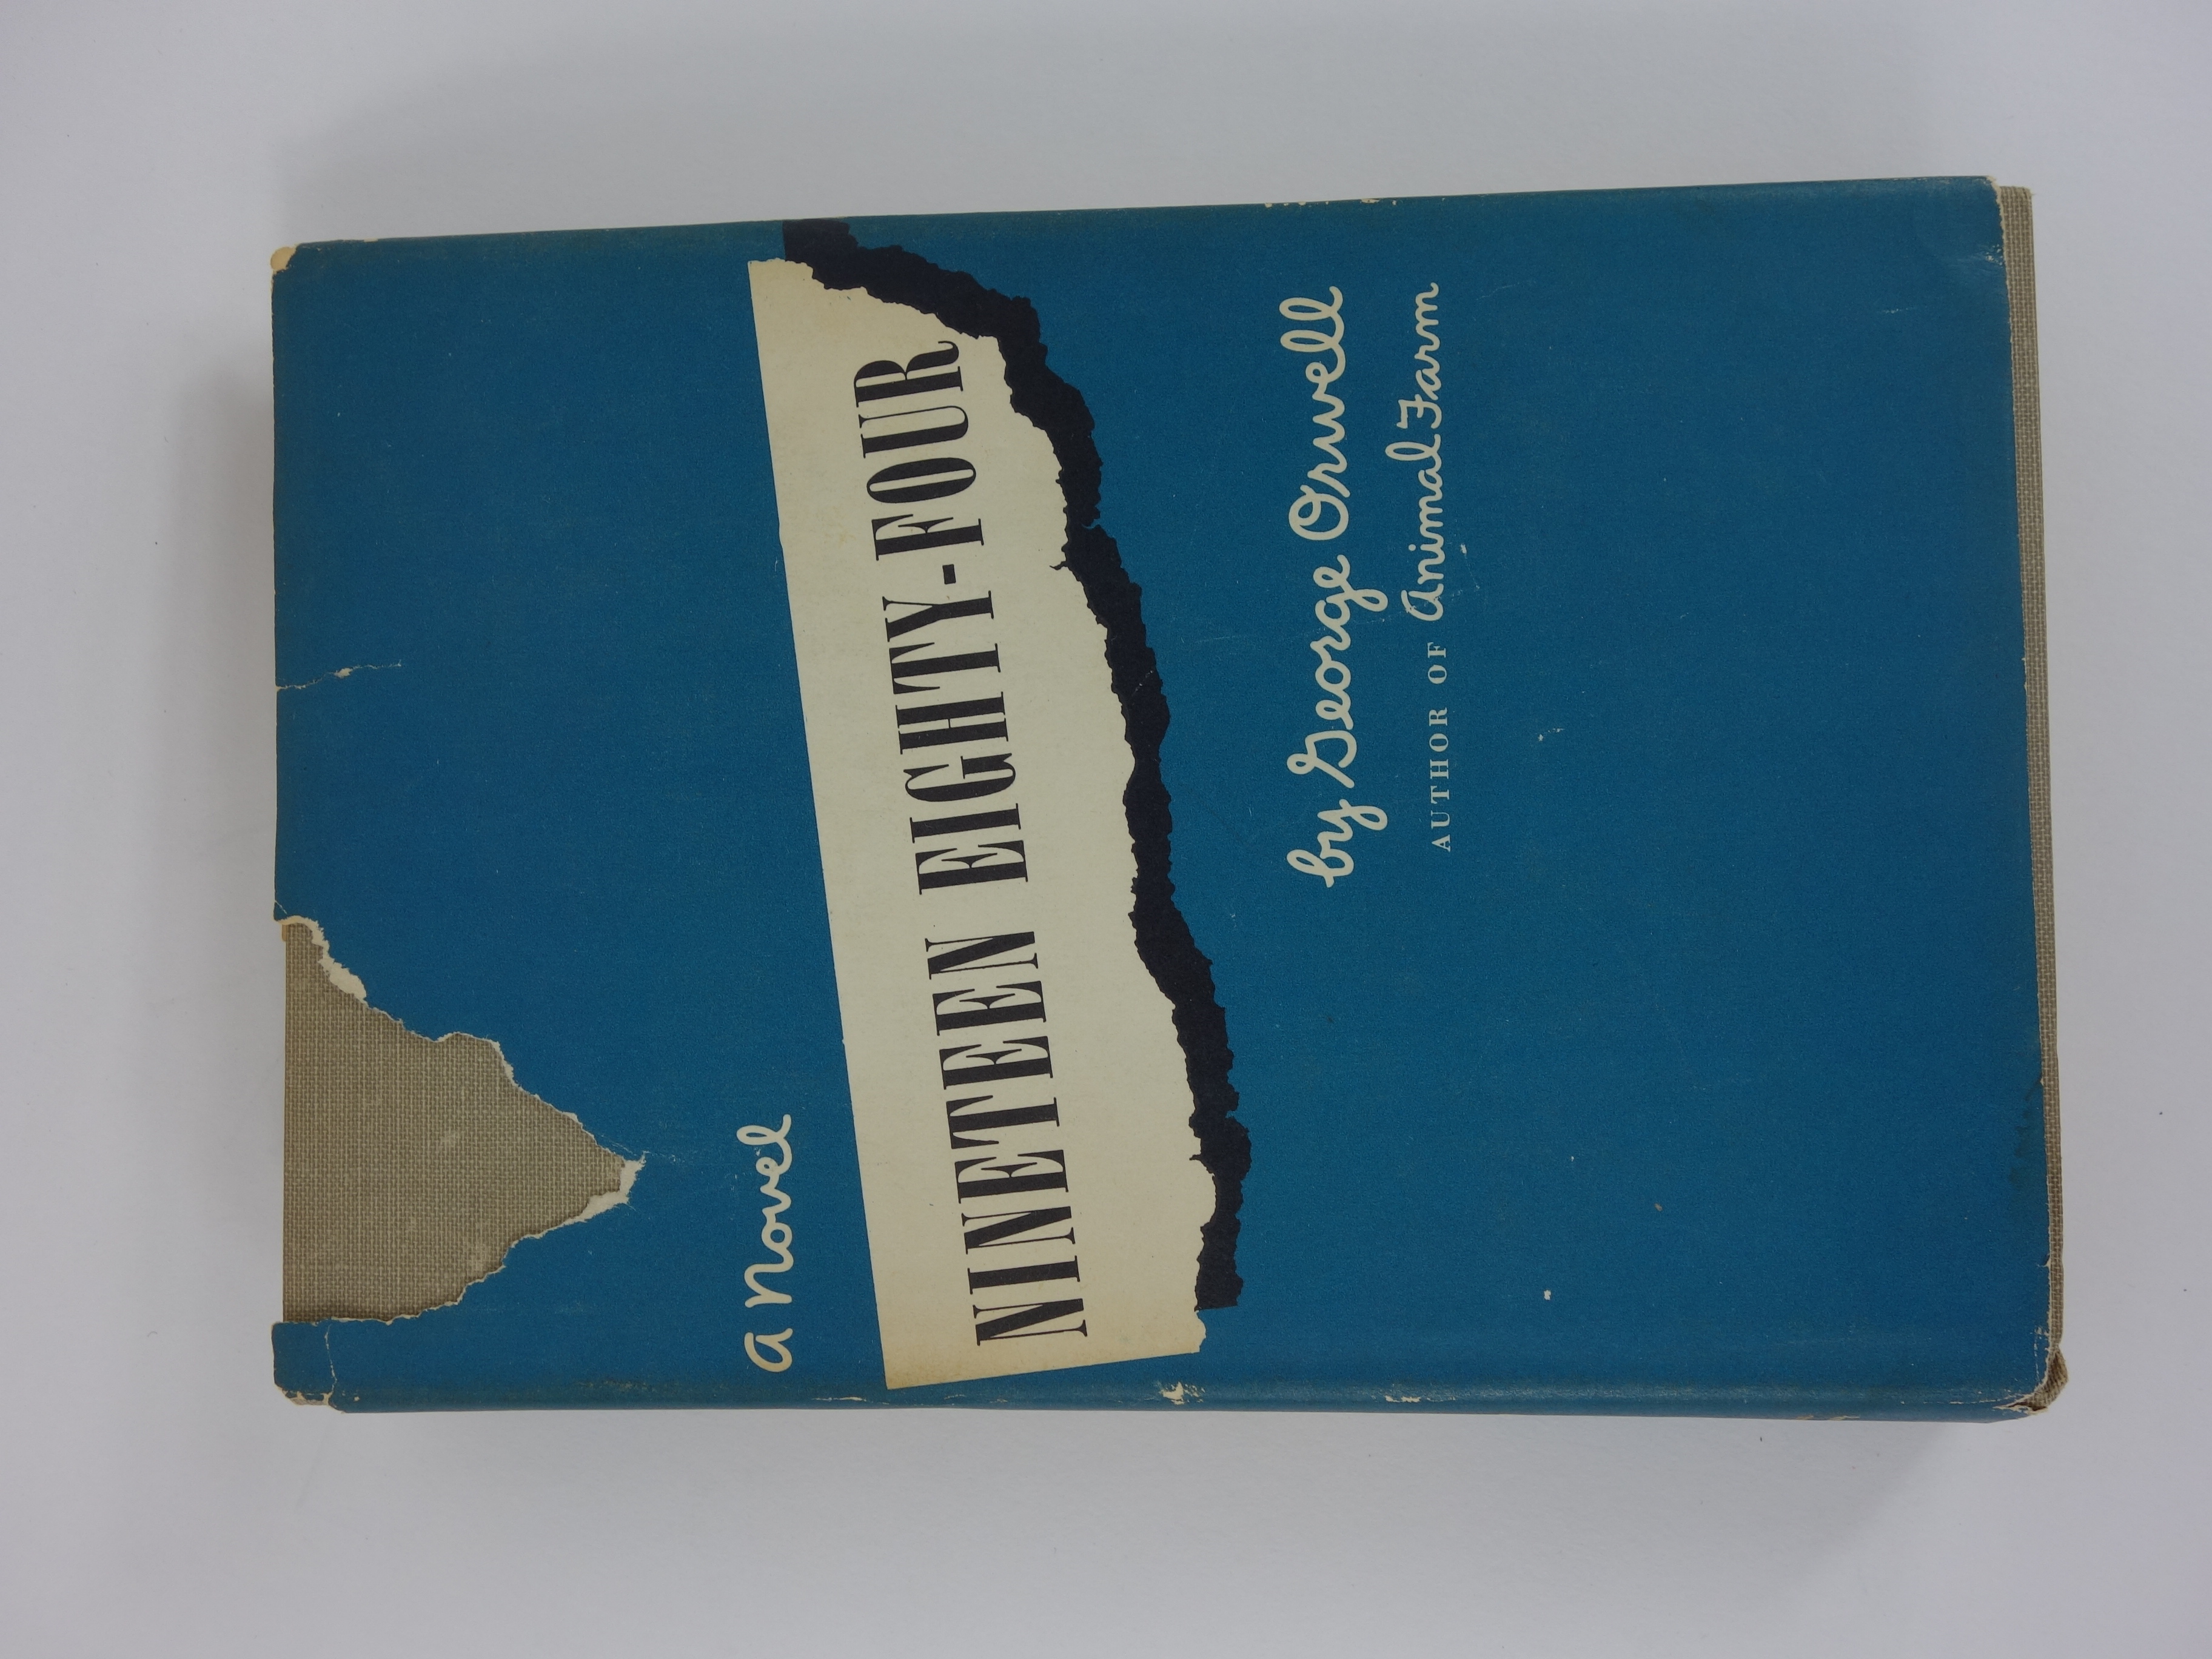 a Novel
NINETEEN EIGHTY-FOUR
by George Orwell
AUTHOR OF Animal Farm